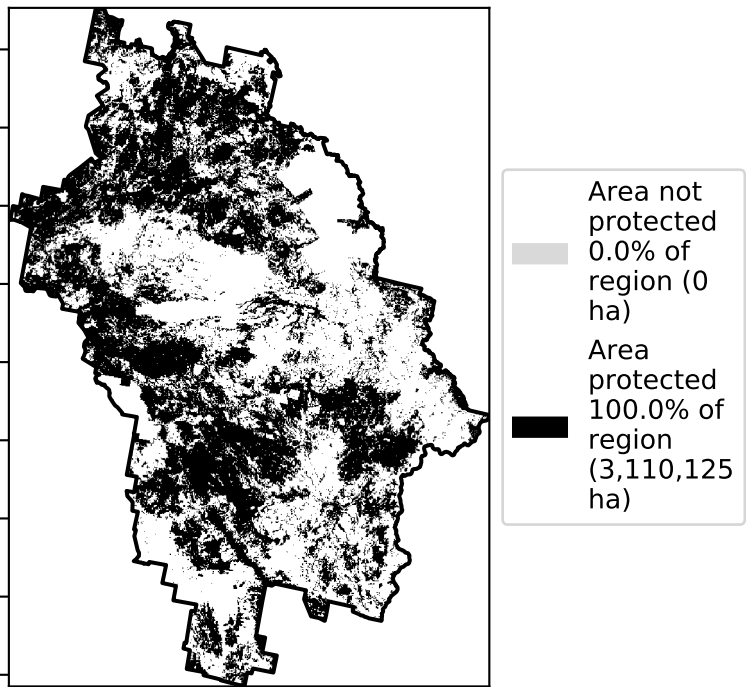 Area not
protected
0.0% of
region (0
ha)
Area
protected
100.0% of
region
(3,110,125
ha)